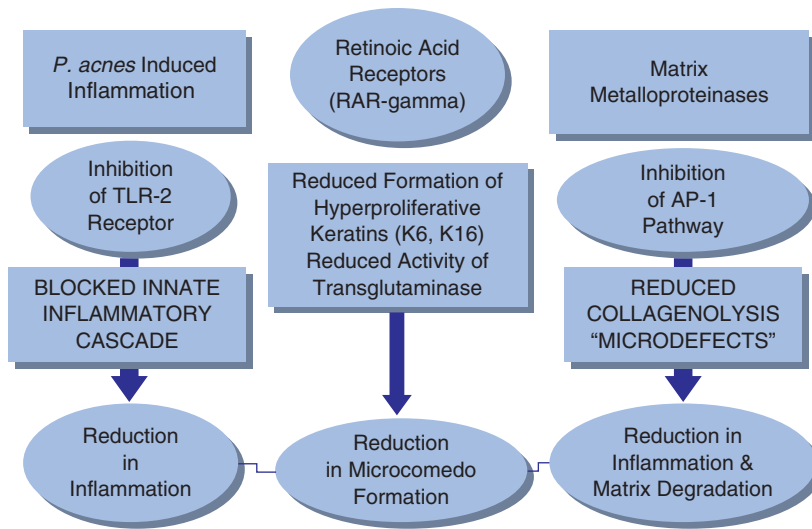 P. acnes Induced
Inflammation
Retinoic Acid
Receptors
(RAR-gamma)
Matrix
Metalloproteinases
Inhibition
of TLR-2
Receptor
Reduced Formation of
Hyperproliferative
Keratins (K6, K16)
Reduced Activity of
Transglutaminase
Inhibition
of AP-1
Pathway
BLOCKED INNATE
INFLAMMATORY
CASCADE
REDUCED
COLLAGENOLYSIS
“MICRODEFECTS”
Reduction
in
Inflammation
Reduction
in Microcomedo
Formation
Reduction in
Inflammation &
Matrix Degradation